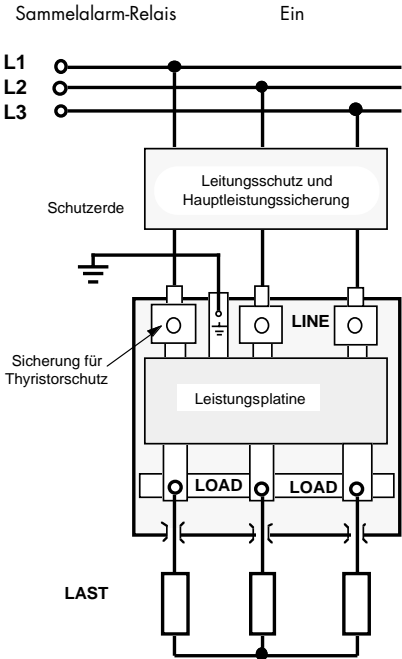 Sammelalarm-Relais Ein
L1
L2
L3
Leitungsschutz und
Hauptleistungssicherung
Schutzerde
LINE
Sicherung für
Thyristorschutz
Leistungsplatine
LOAD LOAD
LAST